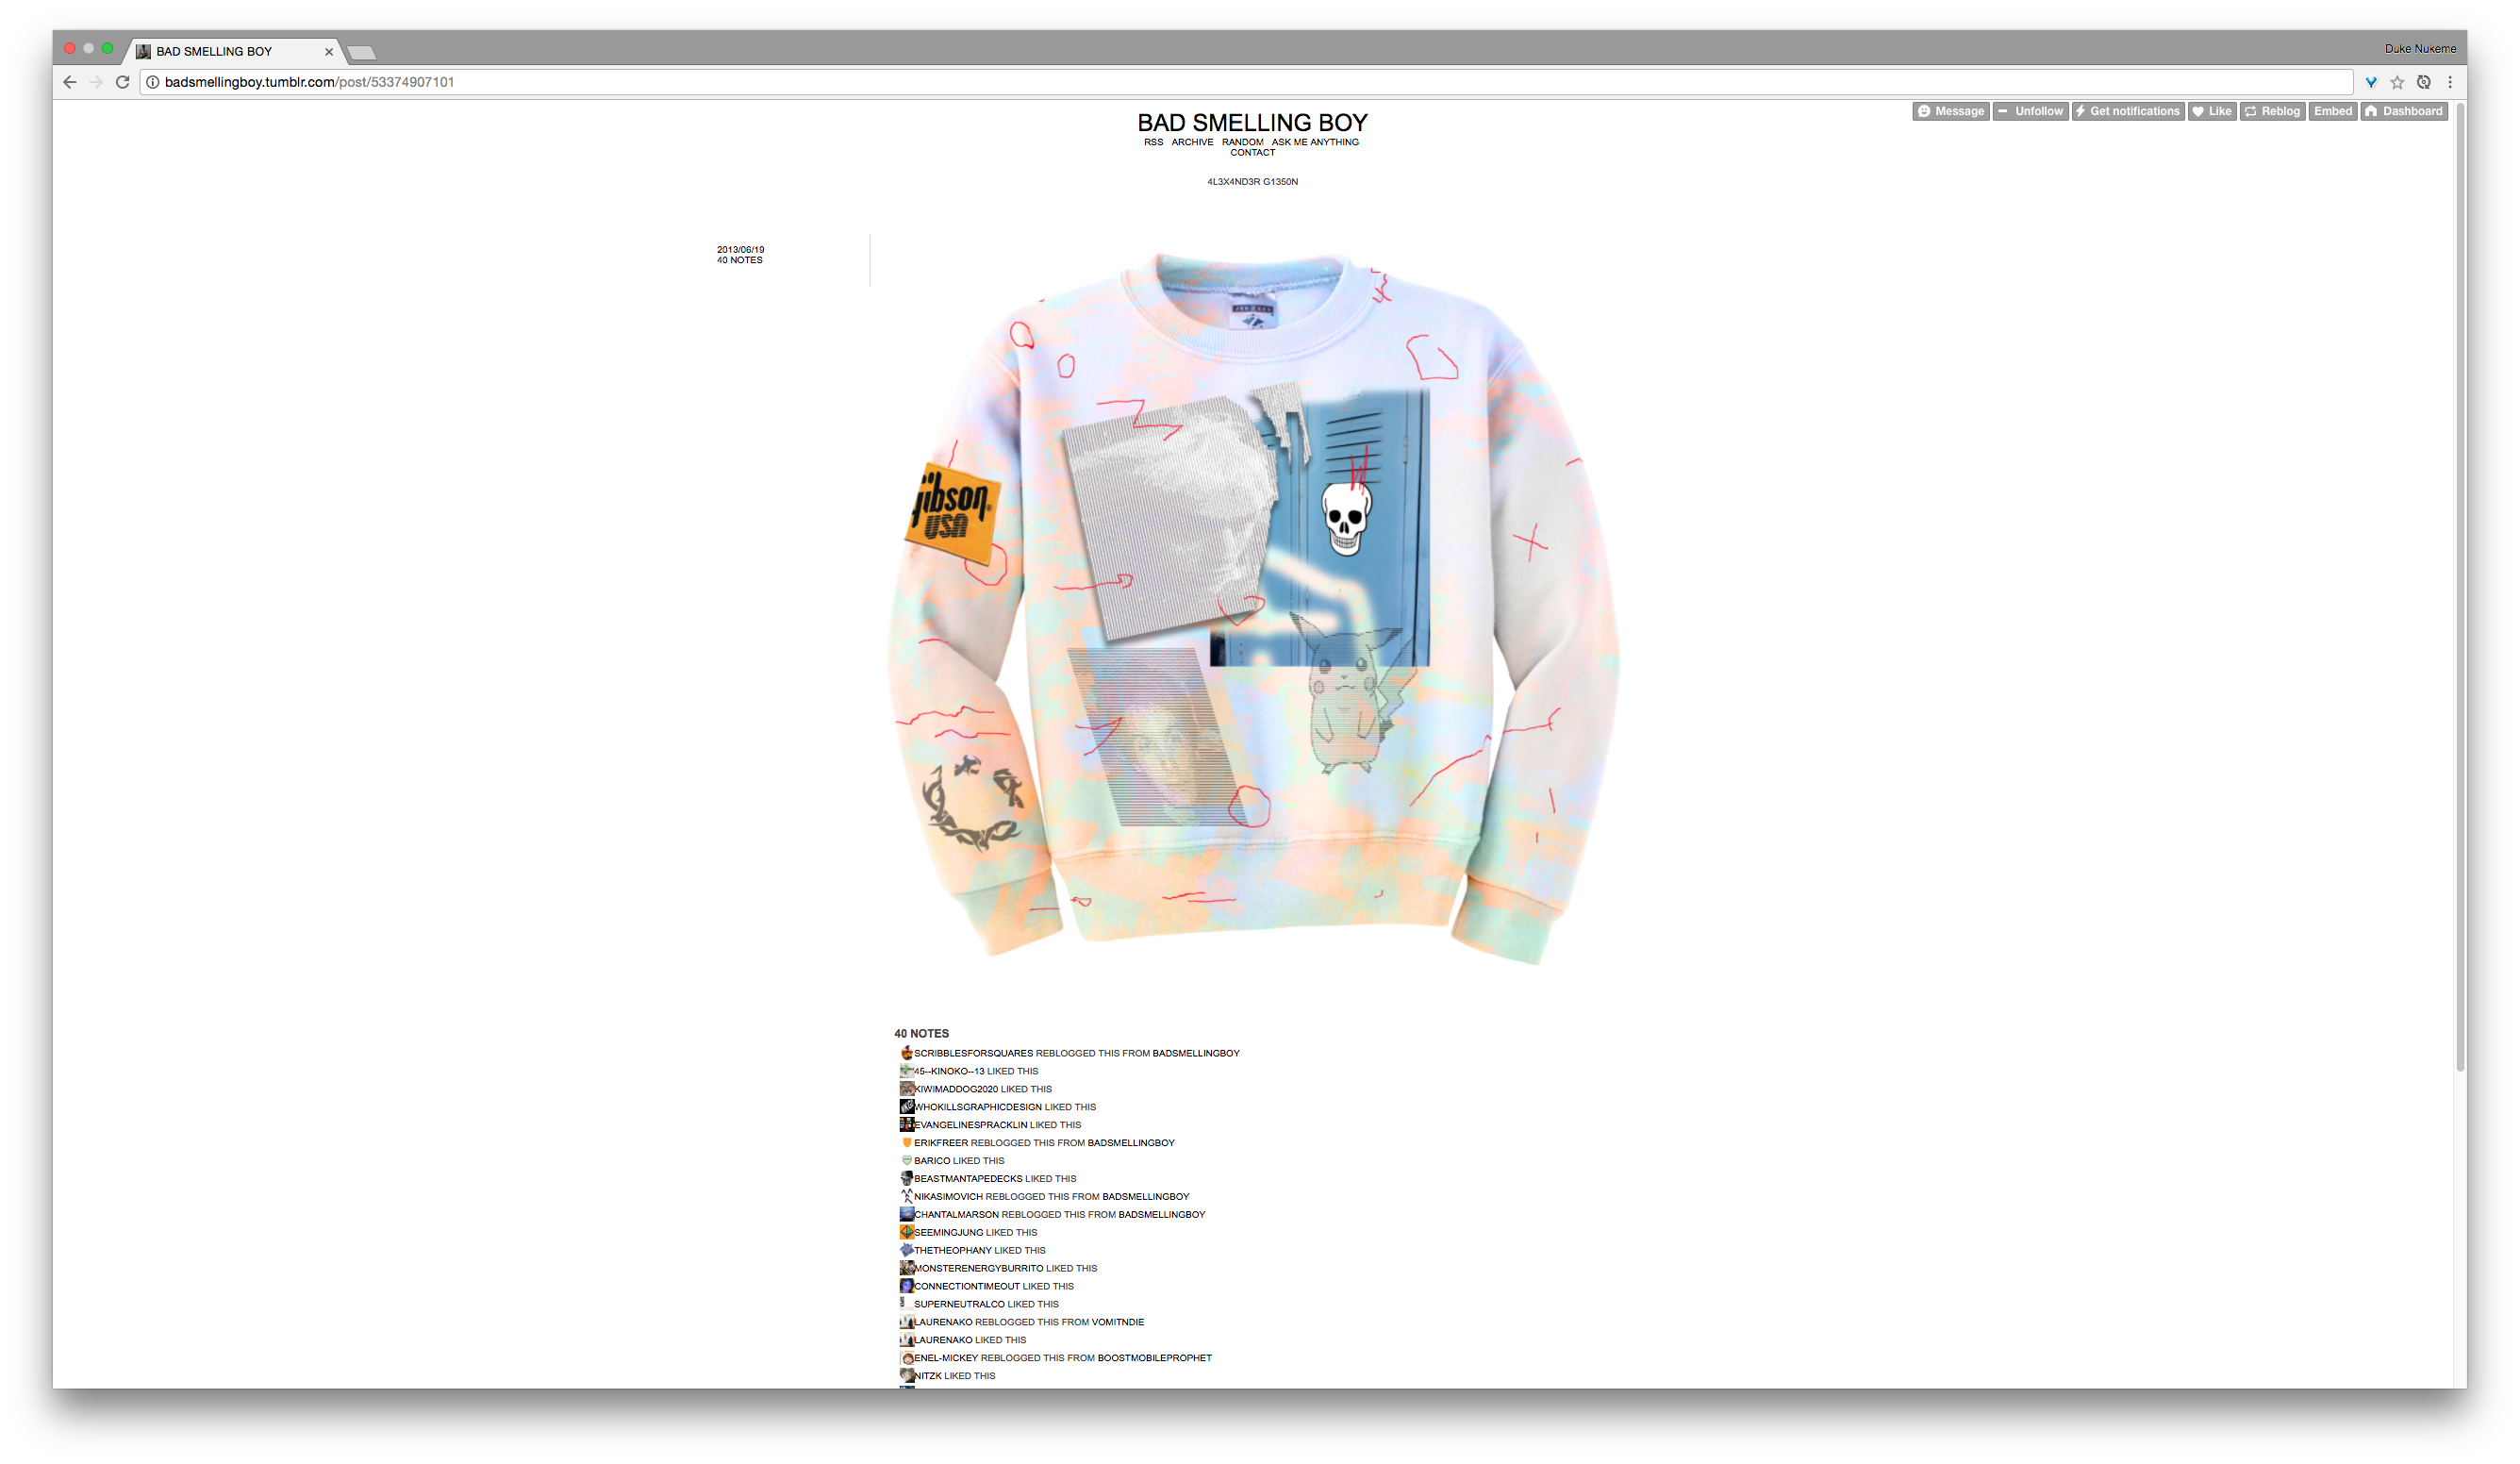 BAD SMELLING BOY
Duke Nukeme
badsmellingboy.tumblr.com/post/53374907101
Message Unfollow Get notifications Like Reblog Embed Dashboard
BAD SMELLING BOY
RSS ARCHIVE RANDOM ASK ME ANYTHING
CONTACT
4L3X4ND3R G1350N
2013/06/19
40 NOTES
Gibson
USA
40 NOTES
SCRIBBLESFORSQUARES REBLOGGED THIS FROM BADSMELLINGBOY
45--KINOKO--13 LIKED THIS
KIWIMADDOG2020 LIKED THIS
WHOKILLSGRAPHICDESIGN LIKED THIS
EVANGELINESPRACKLIN LIKED THIS
ERIKFREER REBLOGGED THIS FROM BADSMELLINGBOY
BARICO LIKED THIS
BEASTMANTAPEDECKS LIKED THIS
NIKASIMOVICH REBLOGGED THIS FROM BADSMELLINGBOY
CHANTALMARSON REBLOGGED THIS FROM BADSMELLINGBOY
SEEMINGJUNG LIKED THIS
THETHEOPHANY LIKED THIS
MONSTERENERGYBURRITO LIKED THIS
CONNECTIONTIMEOUT LIKED THIS
SUPERNEUTRALCO LIKED THIS
LAURENAKO REBLOGGED THIS FROM VOMITNDIE
LAURENAKO LIKED THIS
ENEL-MICKEY REBLOGGED THIS FROM BOOSTMOBILEPROPHET
NITZK LIKED THIS